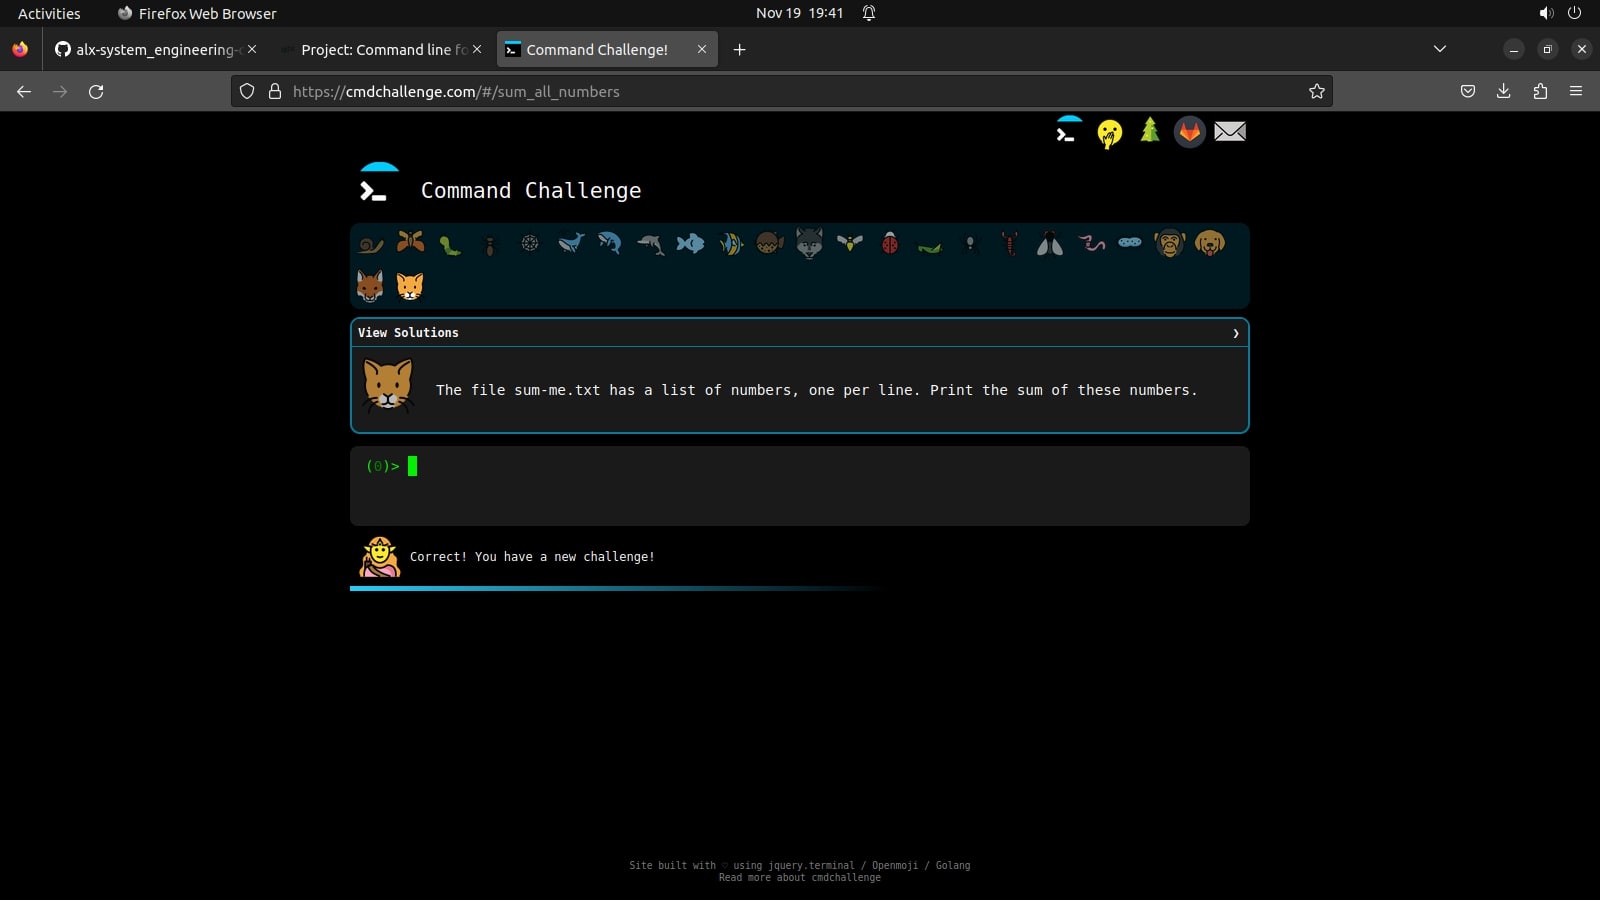 Activities
Firefox Web Browser
Nov 19 19:41
alx-system_engineering-
Project: Command line fo
Command Challenge!
https://cmdchallenge.com/#/sum_all_numbers
Command Challenge
View Solutions
The file sum-me.txt has a list of numbers, one per line. Print the sum of these numbers.
(0)>
Correct! You have a new challenge!
Site built with ♡ using jquery.terminal / Openmoji / Golang
Read more about cmdchallenge